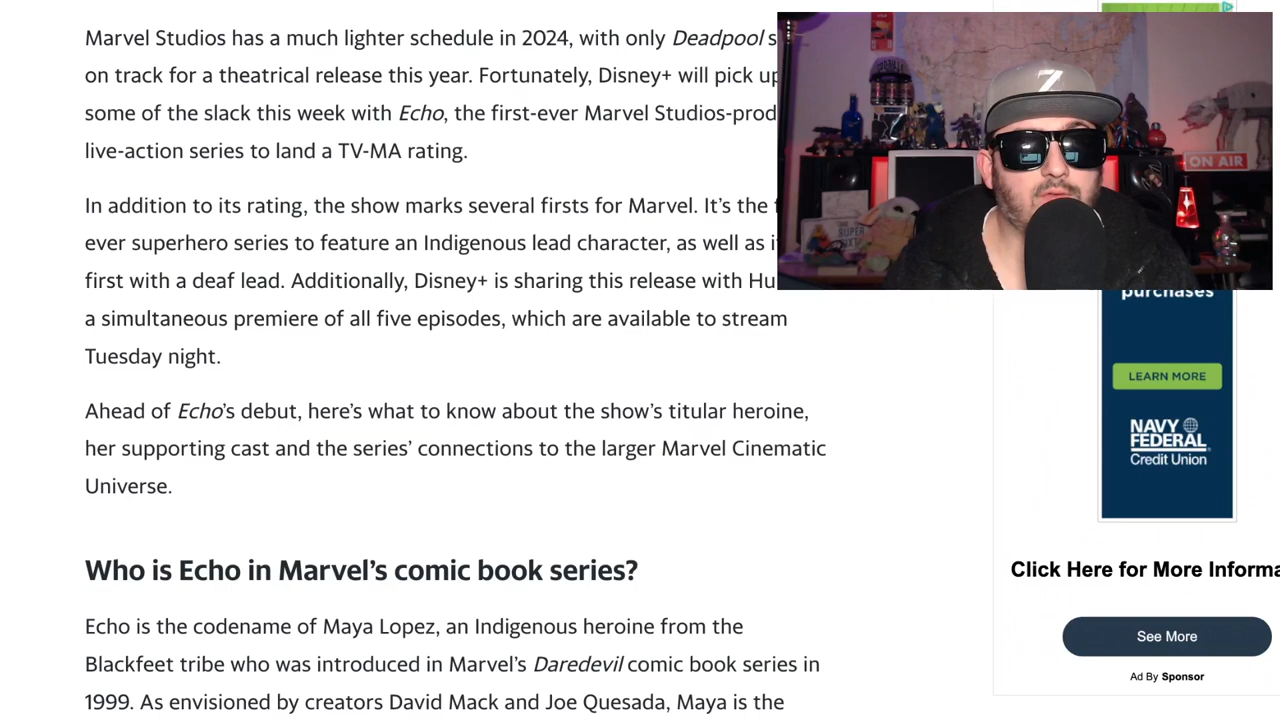 Marvel Studios has a much lighter schedule in 2024, with only Deadpool
on track for a theatrical release this year. Fortunately, Disney+ will pick
some of the slack this week with Echo, the first-ever Marvel
live-action series to land a TV-MA rating.
In addition to its rating, the show marks several firsts for Marvel. It's the
ever superhero series to feature an Indigenous lead character, as well as
first with a deaf lead. Additionally, Disney+ is sharing this release with
a simultaneous premiere of all five episodes, which are available to stream
Tuesday night.
Ahead of Echo's debut, here's what to know about the show's titular heroine,
her supporting cast and the series' connections to the larger Marvel Cinematic
Universe.
Who is Echo in Marvel's comic book series?
Echo is the codename of Maya Lopez, an Indigenous heroine from the
Blackfeet tribe who was introduced in Marvel's Daredevil comic book series in
1999. As envisioned by creators David Mack and Joe Quesada, Maya is the
Z
ON AIR
purchases
LEARN MORE
NAVY
FEDERAL
Credit Union
Click Here for More
See More
Ad By Sponsor